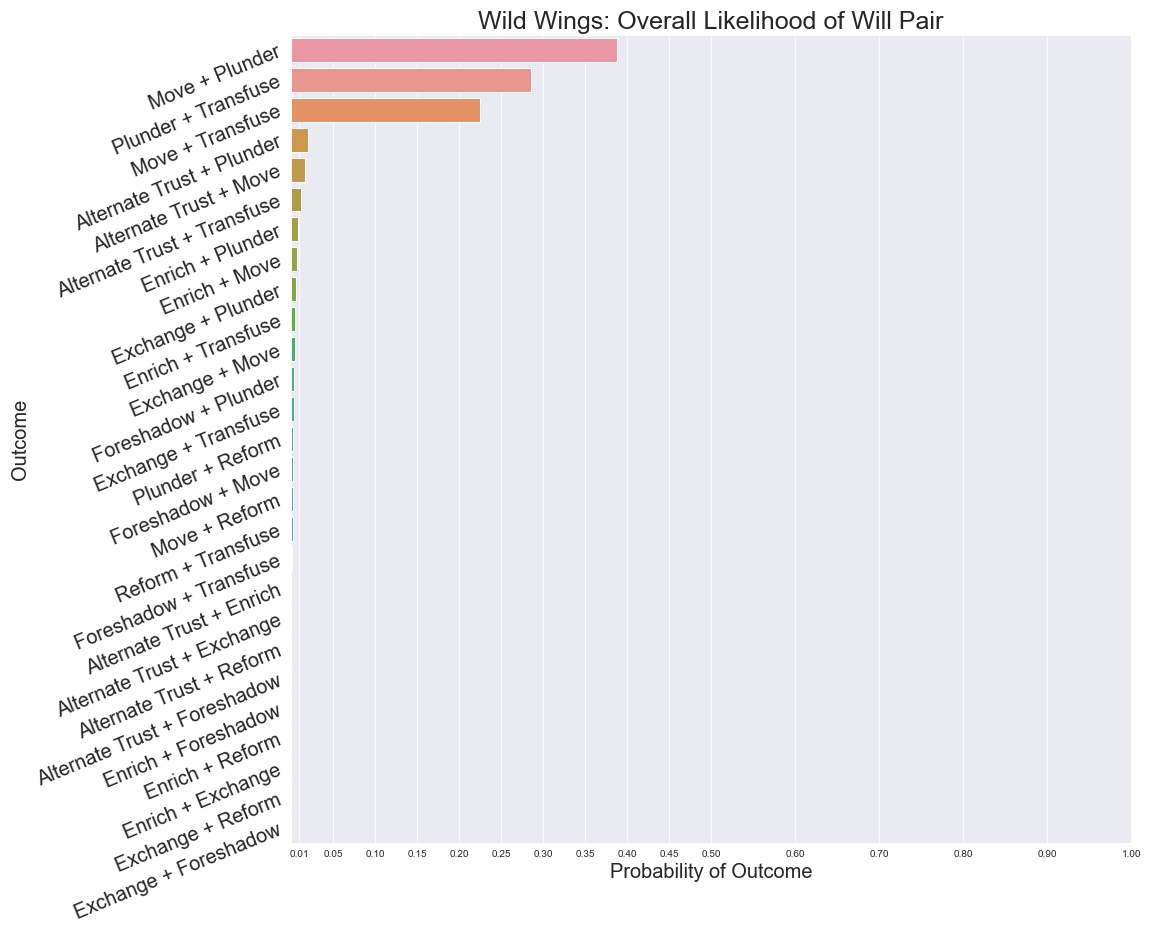 Wild Wings: Overall Likelihood of Will Pair
Move + Plunder
Plunder + Transfuse
Move + Transfuse
Alternate Trust + Plunder
Alternate Trust + Move
Alternate Trust + Transfuse
Enrich + Plunder
Enrich + Move
Exchange + Plunder
Enrich + Transfuse
Exchange + Move
Foreshadow + Plunder
Exchange + Transfuse
Plunder + Reform
Foreshadow + Move
Move + Reform
Reform + Transfuse
Foreshadow + Transfuse
Alternate Trust + Enrich
Alternate Trust + Exchange
Alternate Trust + Reform
Alternate Trust + Foreshadow
Enrich + Foreshadow
Enrich + Reform
Enrich + Exchange
Exchange + Reform
Exchange + Foreshadow
Outcome
0.01 0.05 0.10 0.15 0.20 0.25 0.30 0.35 0.40 0.45 0.50 0.60 0.70 0.80 0.90 1.00
Probability of Outcome